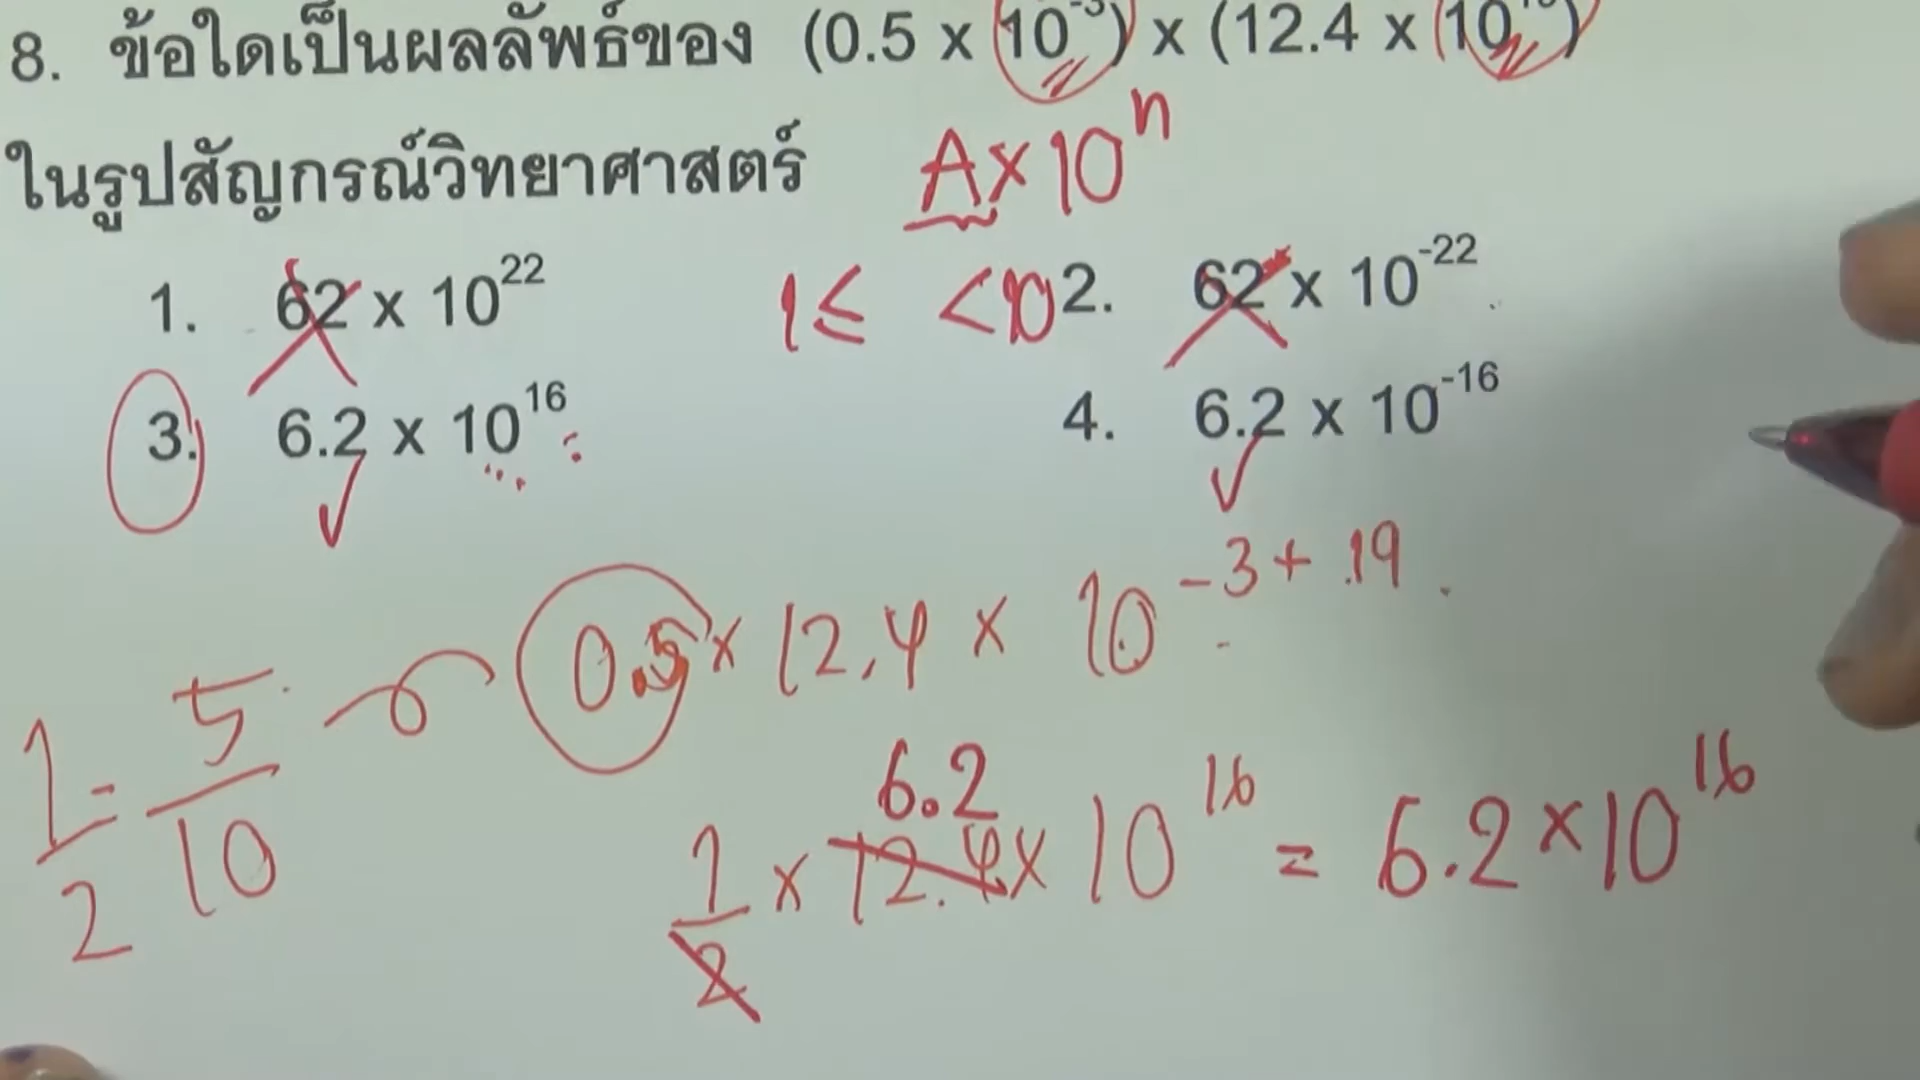 8. ข้อใดเป็นผลลัพธ์ของ (0.5 x 10⁻³) x (12.4 x 10
ในรูปสัญกรณ์วิทยาศาสตร์ A x 10ⁿ
1. 62 x 10²² 1 ≤ < 10 2. 62 x 10⁻²²
3. 6.2 x 10¹⁶ 4. 6.2 x 10⁻¹⁶
0.5 x 12.4 x 10⁻³⁺¹⁹
1/2 = 5/10
6.2
1/2 x 12.4 x 10¹⁶ = 6.2 x 10¹⁶